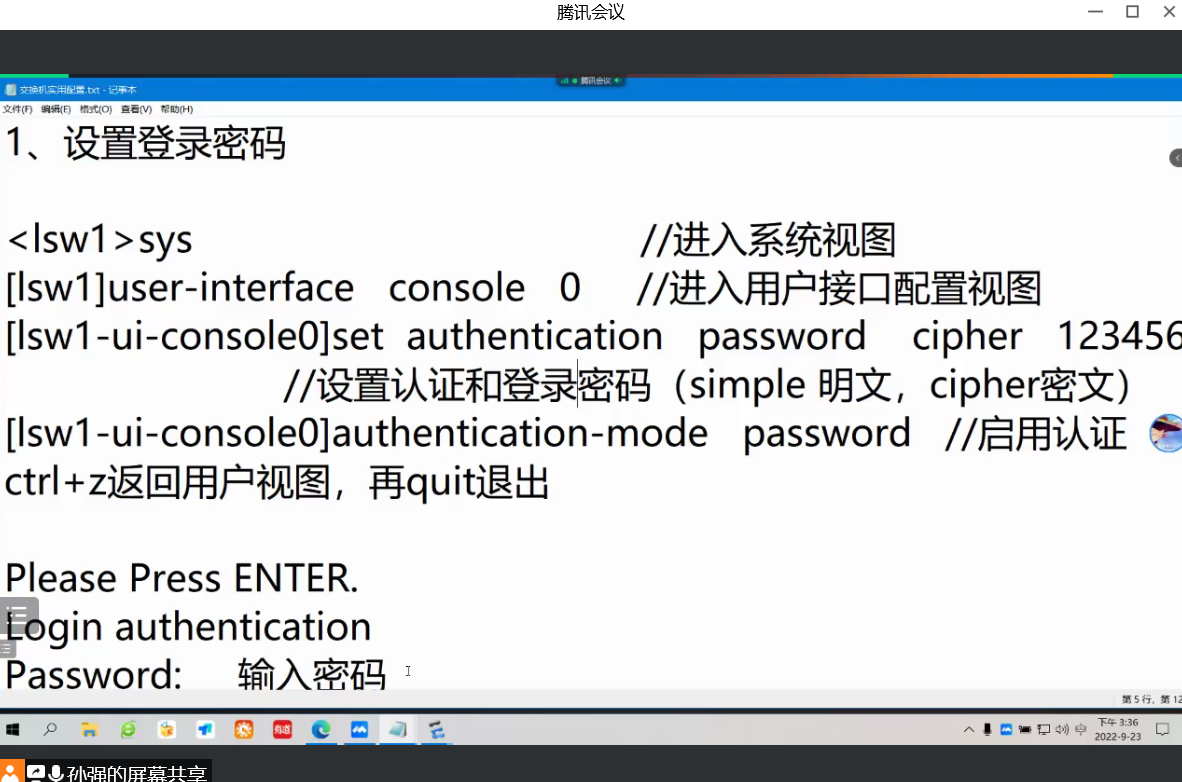 腾讯会议
腾讯会议
交换机实用配置.txt - 记事本
文件(F) 编辑(E) 格式(O) 查看(V) 帮助(H)
1、设置登录密码
<lsw1>sys //进入系统视图
[lsw1]user-interface console 0 //进入用户接口配置视图
[lsw1-ui-console0]set authentication password cipher 123456
//设置认证和登录密码（simple 明文，cipher密文）
[lsw1-ui-console0]authentication-mode password //启用认证
ctrl+z返回用户视图，再quit退出
Please Press ENTER.
Login authentication
Password: 输入密码
第 5 行，第 12
有道
中
下午 3:36
2022-9-23
孙强的屏幕共享